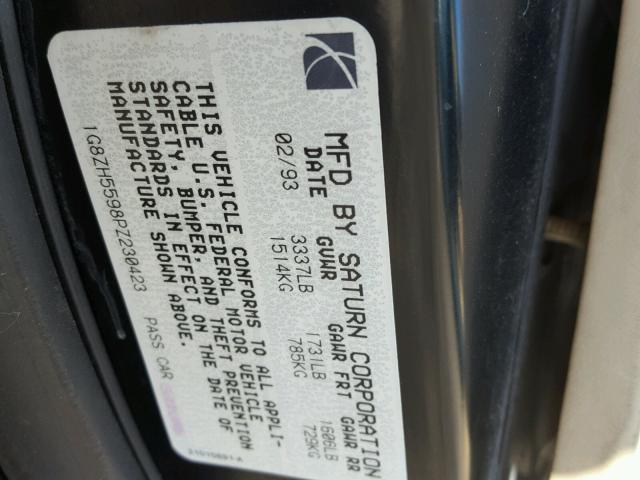 MFD BY SATURN CORPORATION
DATE GVWR GAWR FRT GAWR RR
02/93 3337LB 1731LB 1606LB
1514KG 785KG 729KG
THIS VEHICLE CONFORMS TO ALL APPLI-
CABLE U.S. FEDERAL MOTOR VEHICLE
SAFETY, BUMPER, AND THEFT PREVENTION
STANDARDS IN EFFECT ON THE DATE OF
MANUFACTURE SHOWN ABOVE.
1G8ZH5598PZ230423 PASS CAR